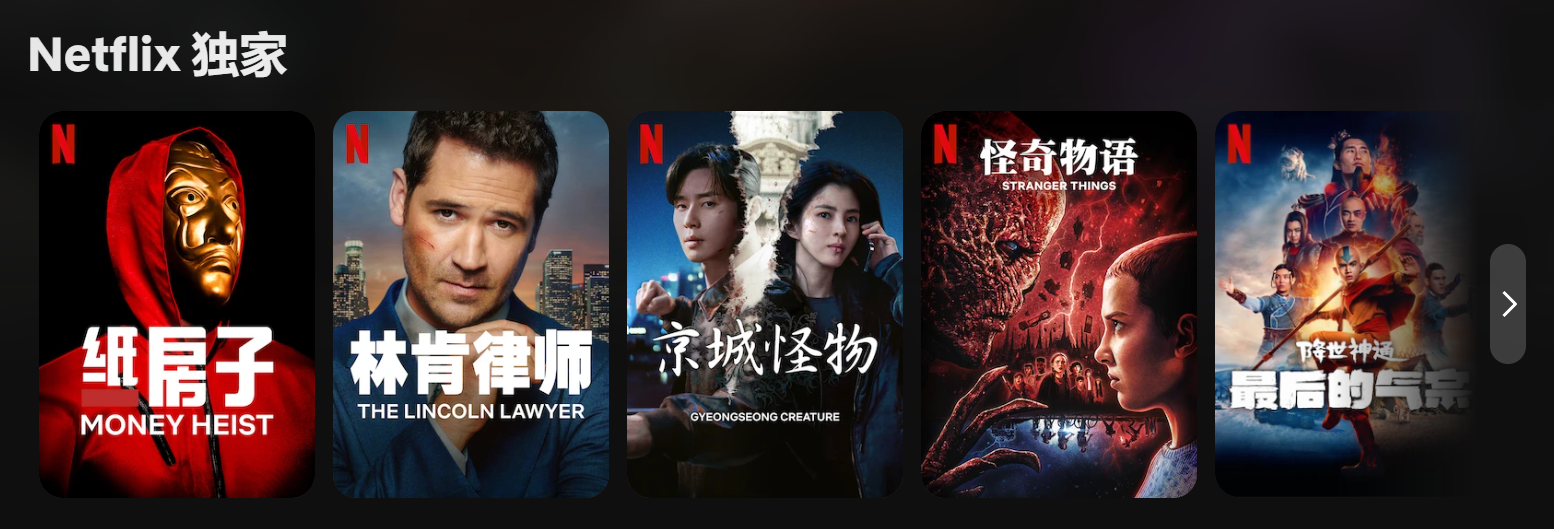 Netflix 独家
N
纸房子
MONEY HEIST
N
林肯律师
THE LINCOLN LAWYER
N
京城怪物
GYEONGSEONG CREATURE
N
怪奇物语
STRANGER THINGS
N
降世神通
最后的气宗